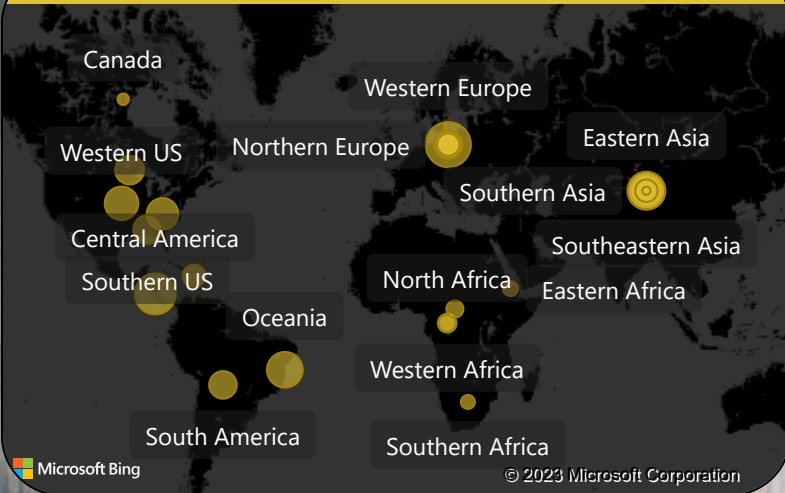 Canada
Western Europe
Eastern Asia
Western US
Northern Europe
Southern Asia
Central America
Southeastern Asia
Southern US
North Africa
Eastern Africa
Oceania
Western Africa
South America
Southern Africa
Microsoft Bing
© 2023 Microsoft Corporation